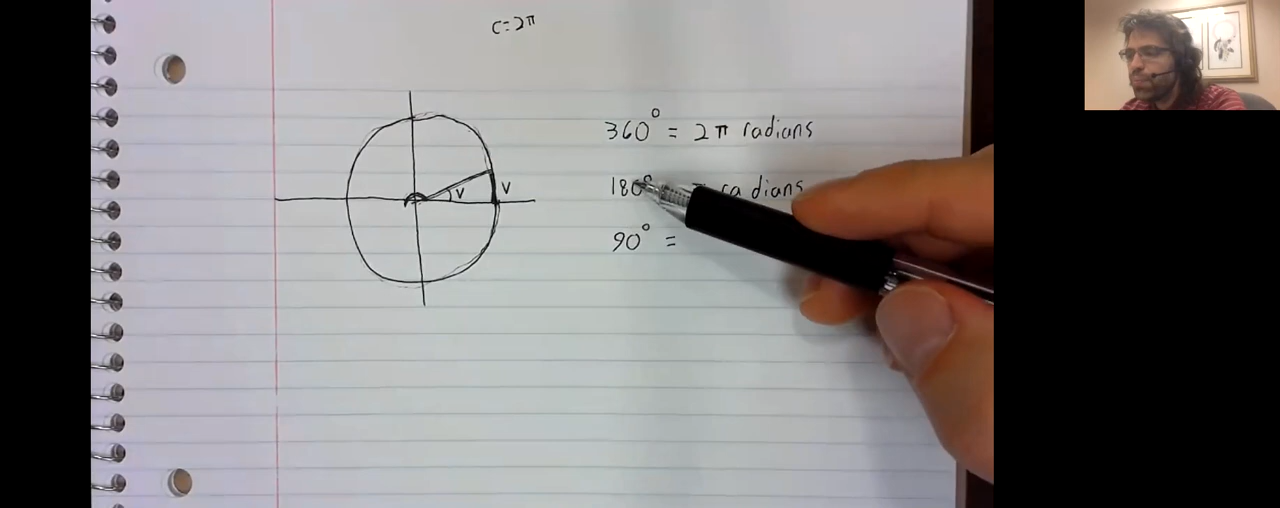 c=2π
360° = 2π radians
180° radians
90° =
v v